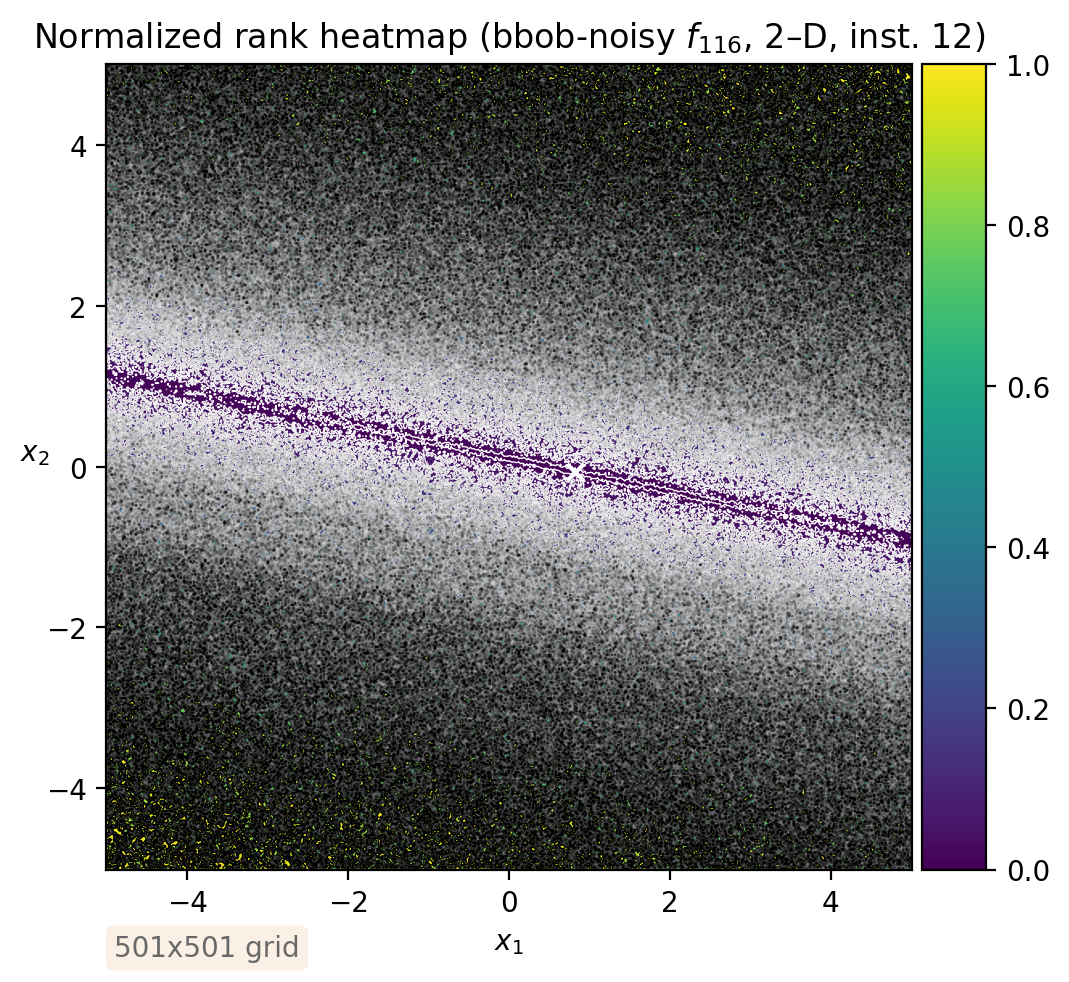 Normalized rank heatmap (bbob-noisy f₁₁₆, 2–D, inst. 12)
1.0
0.8
0.6
0.4
0.2
0.0
4
2
0
−2
−4
x₂
−4 −2 0 2 4
x₁
501x501 grid